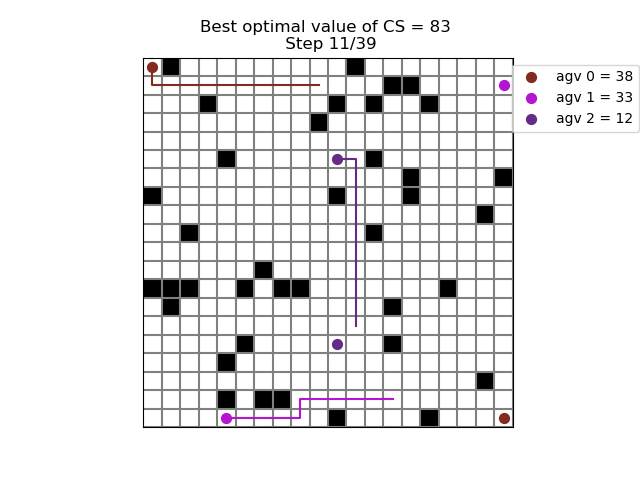 Best optimal value of CS = 83
Step 11/39
agv 0 = 38
agv 1 = 33
agv 2 = 12